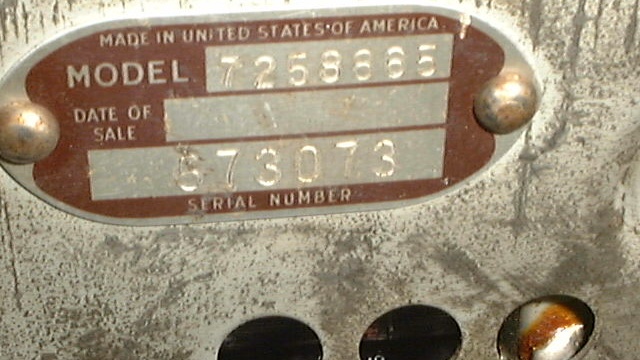 MADE IN UNITED STATES OF AMERICA
MODEL 7258865
DATE OF
SALE
673073
SERIAL NUMBER